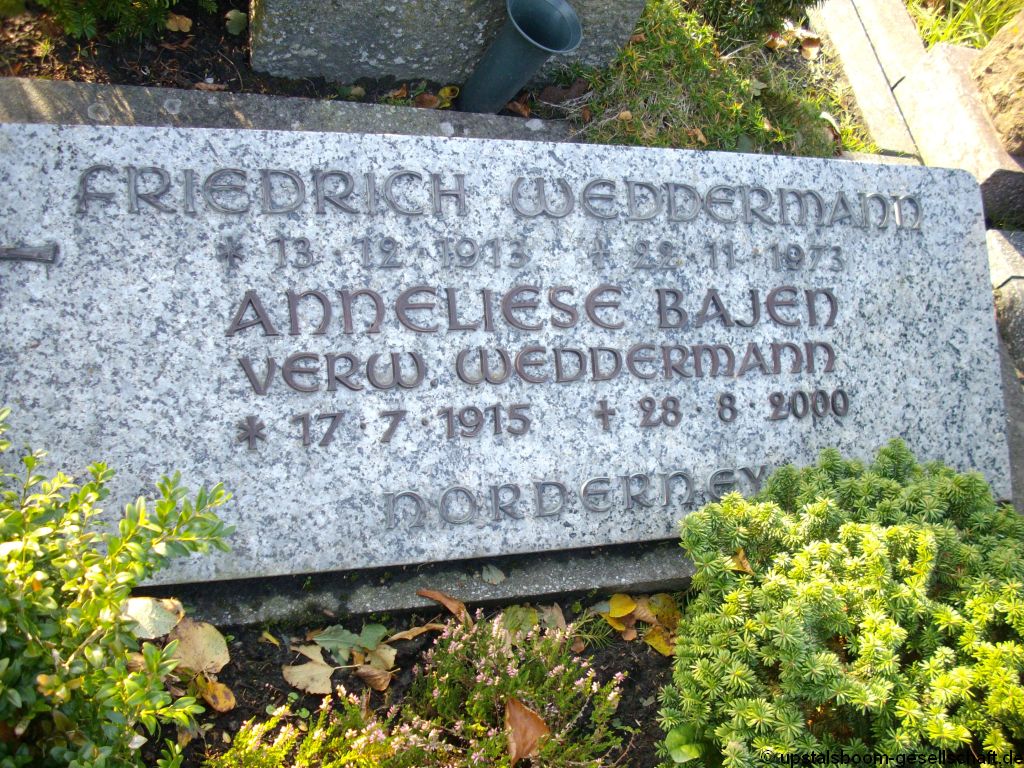 FRIEDRICH WEDDERMANN
* 13 · 12 · 1913 † 22 · 11 · 1973
ANNELIESE BAJEN
VERW. WEDDERMANN
* 17 · 7 · 1915 † 28 · 8 · 2000
NORDERNEY
© upstalsboom-gesellschaft.de